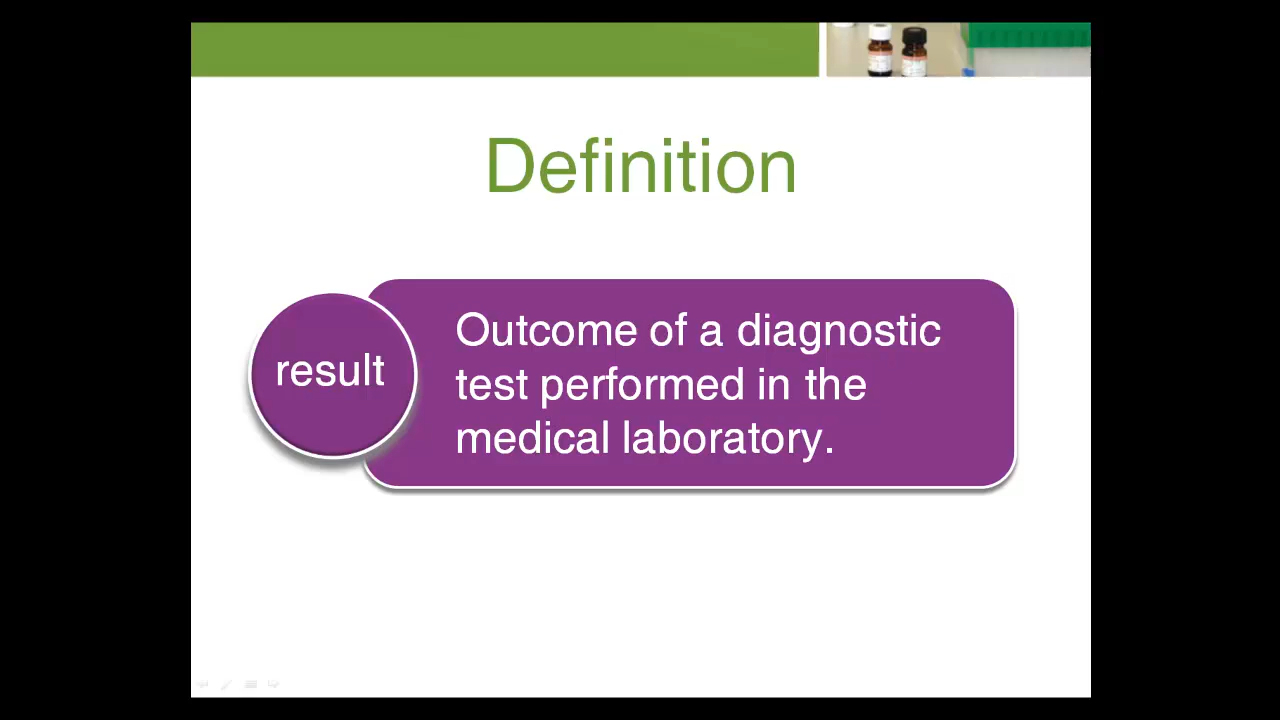 Definition
result
Outcome of a diagnostic
test performed in the
medical laboratory.